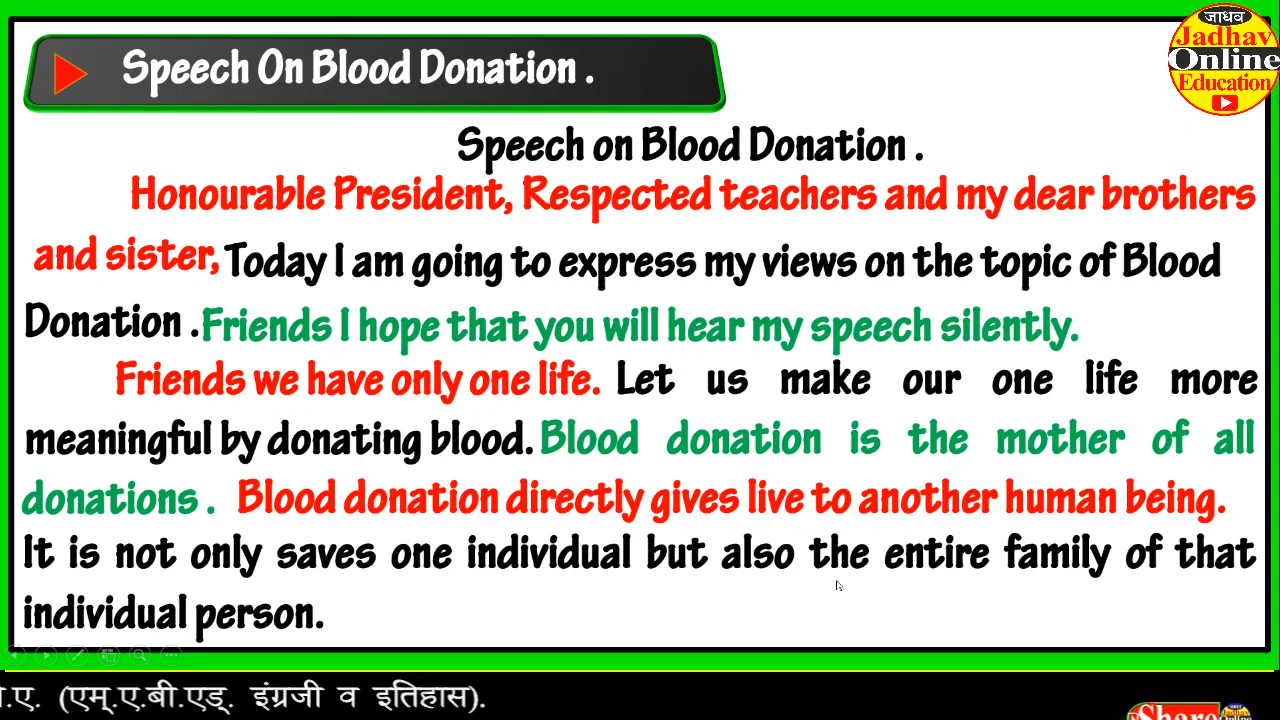 Speech On Blood Donation .
जाधव
Jadhav
Online
Education
Speech on Blood Donation .
Honourable President, Respected teachers and my dear brothers
and sister, Today I am going to express my views on the topic of Blood
Donation . Friends I hope that you will hear my speech silently.
Friends we have only one life. Let us make our one life more
meaningful by donating blood. Blood donation is the mother of all
donations . Blood donation directly gives live to another human being.
It is not only saves one individual but also the entire family of that
individual person.
.ए. (एम्.ए.बी.एड्. इंग्रजी व इतिहास).
Share
Online